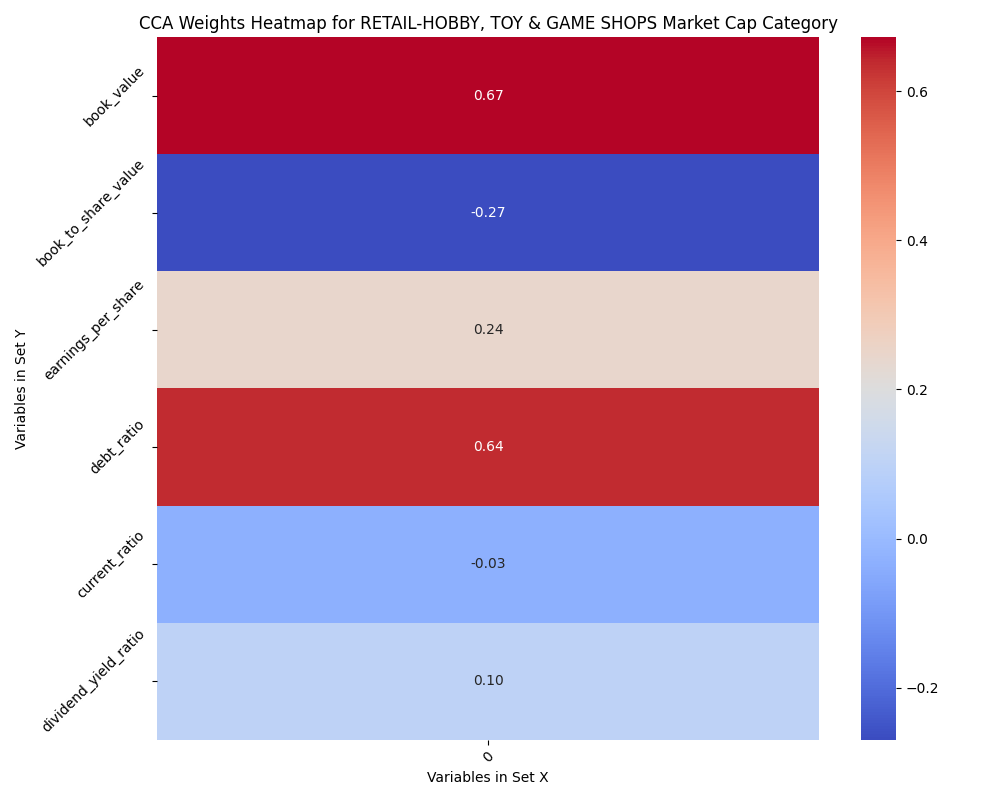 CCA Weights Heatmap for RETAIL-HOBBY, TOY & GAME SHOPS Market Cap Category
Variables in Set Y
book_value
0.67
book_to_share_value
-0.27
earnings_per_share
0.24
debt_ratio
0.64
current_ratio
-0.03
dividend_yield_ratio
0.10
0
Variables in Set X
0.6
0.4
0.2
0.0
−0.2